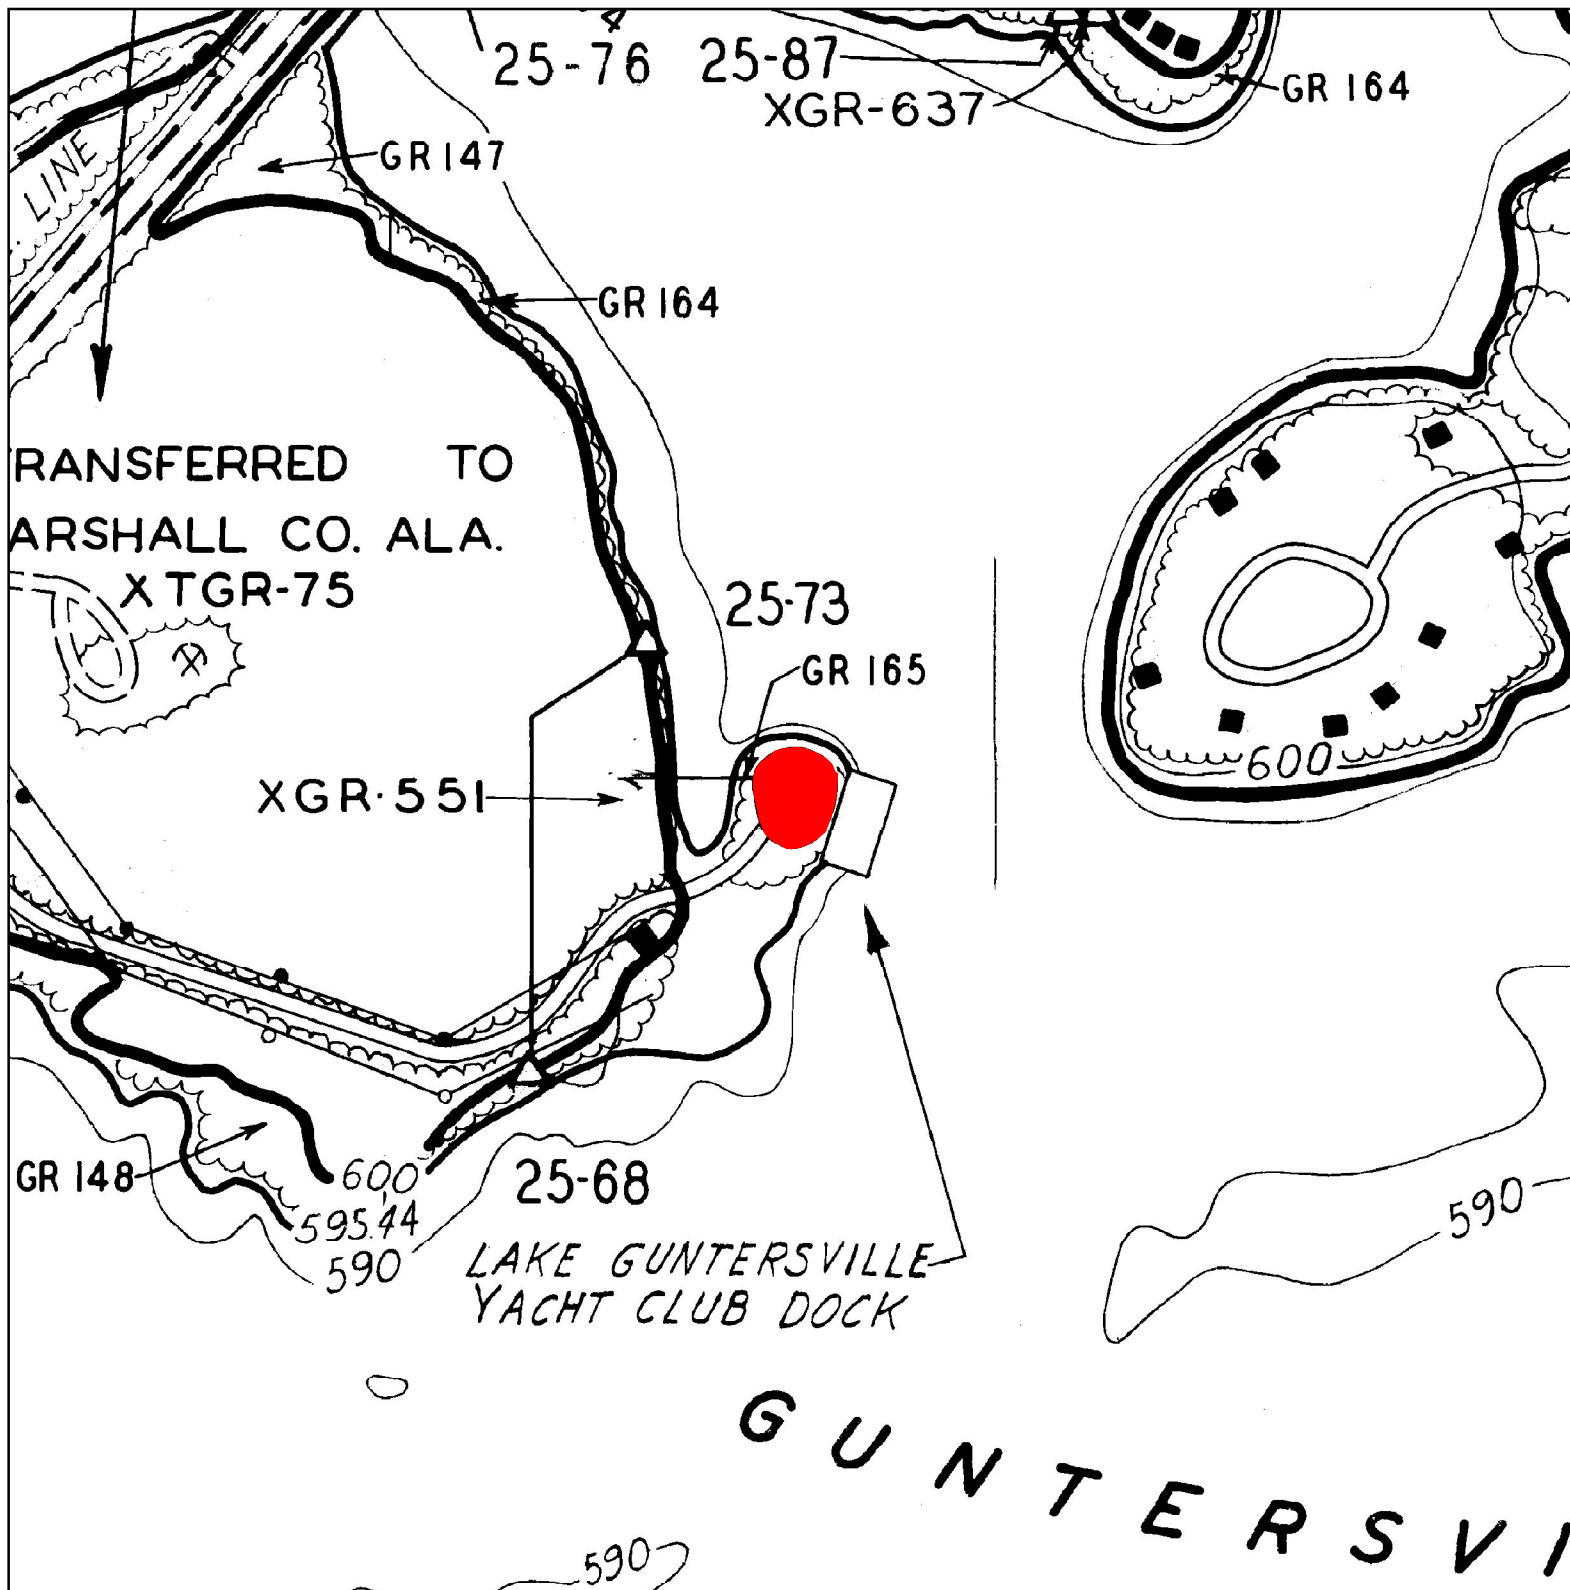 25-76
25-87
XGR-637
GR 164
GR 147
LINE
GR 164
RANSFERRED TO
ARSHALL CO. ALA.
XTGR-75
25-73
GR 165
600
XGR-551
GR 148
600
595.44
590
25-68
590
LAKE GUNTERSVILLE
YACHT CLUB DOCK
GUNTERSVI
590